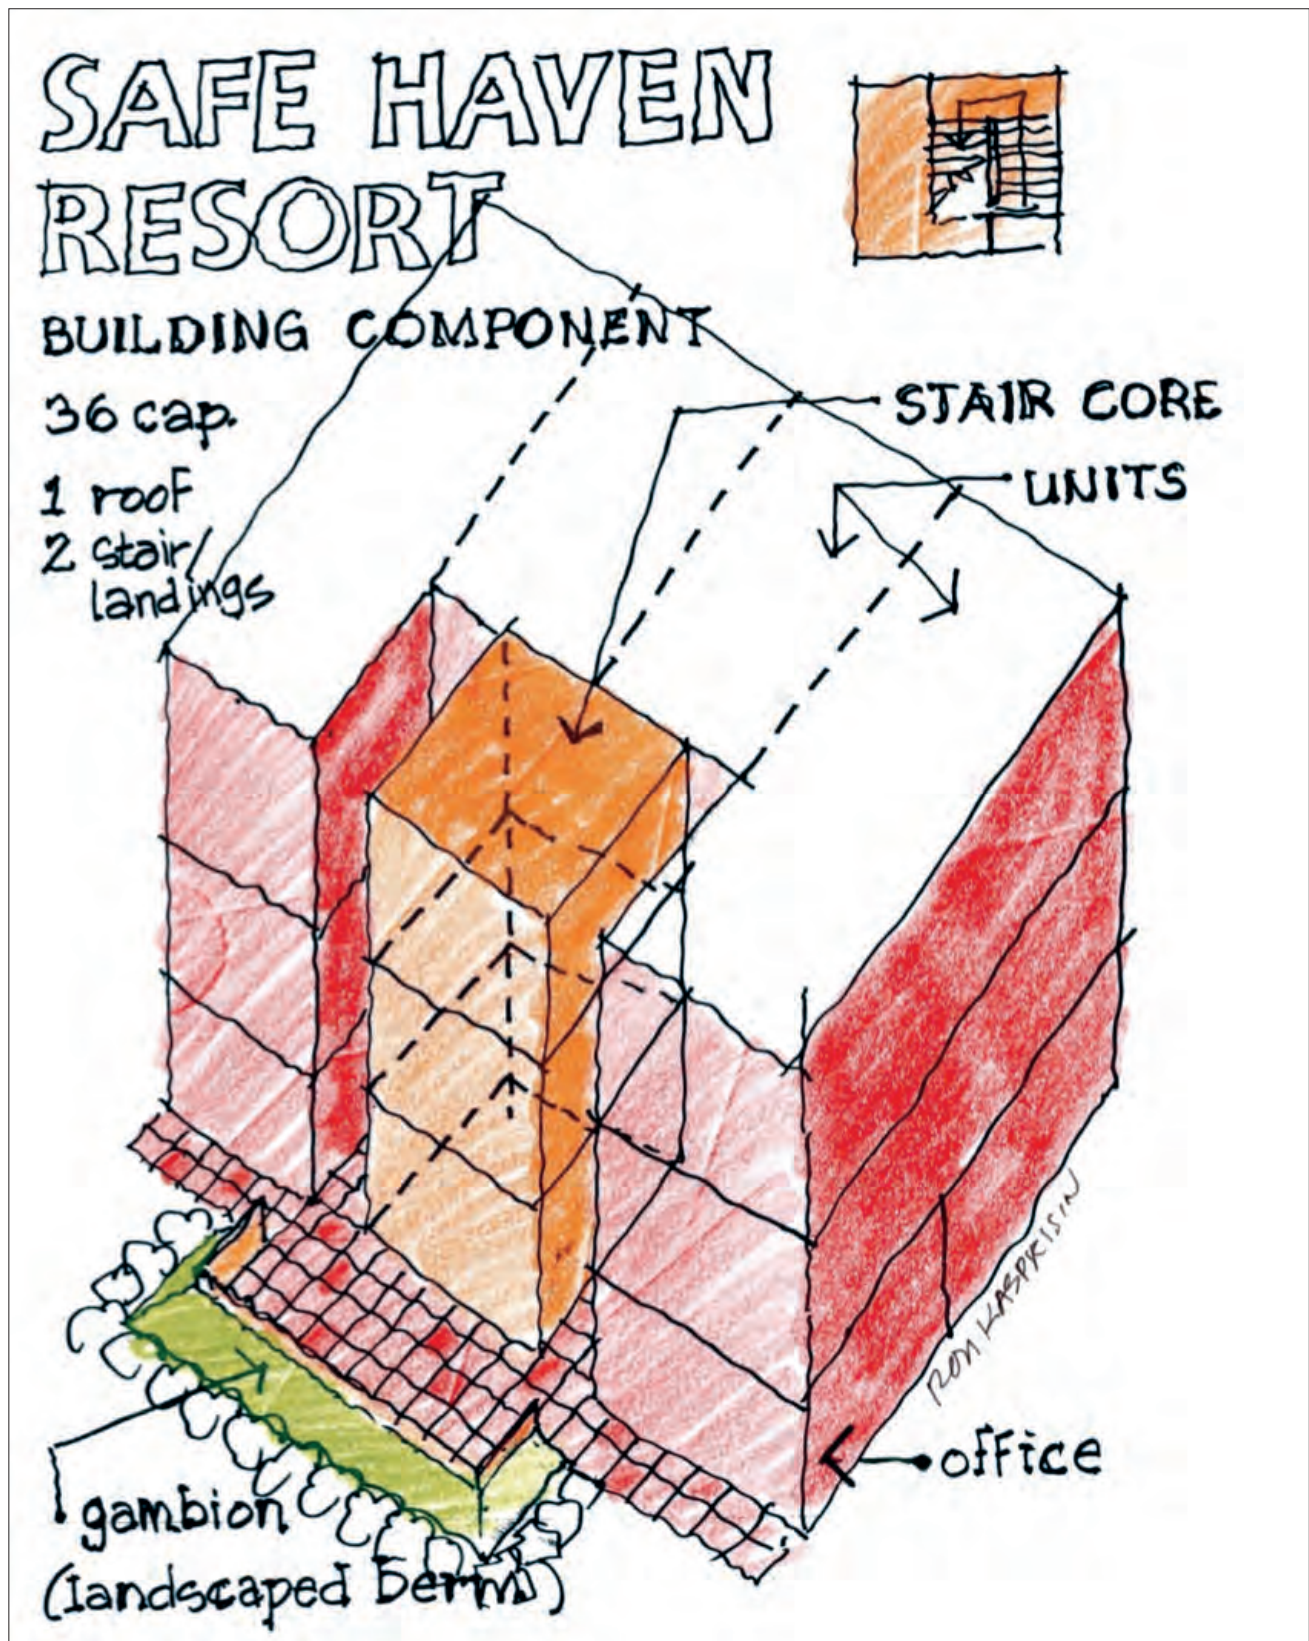 SAFE HAVEN
RESORT
BUILDING COMPONENT
36 cap.
1 roof
2 stair/
landings
STAIR CORE
UNITS
RON KASPRISIN
office
gambion
(landscaped berm)